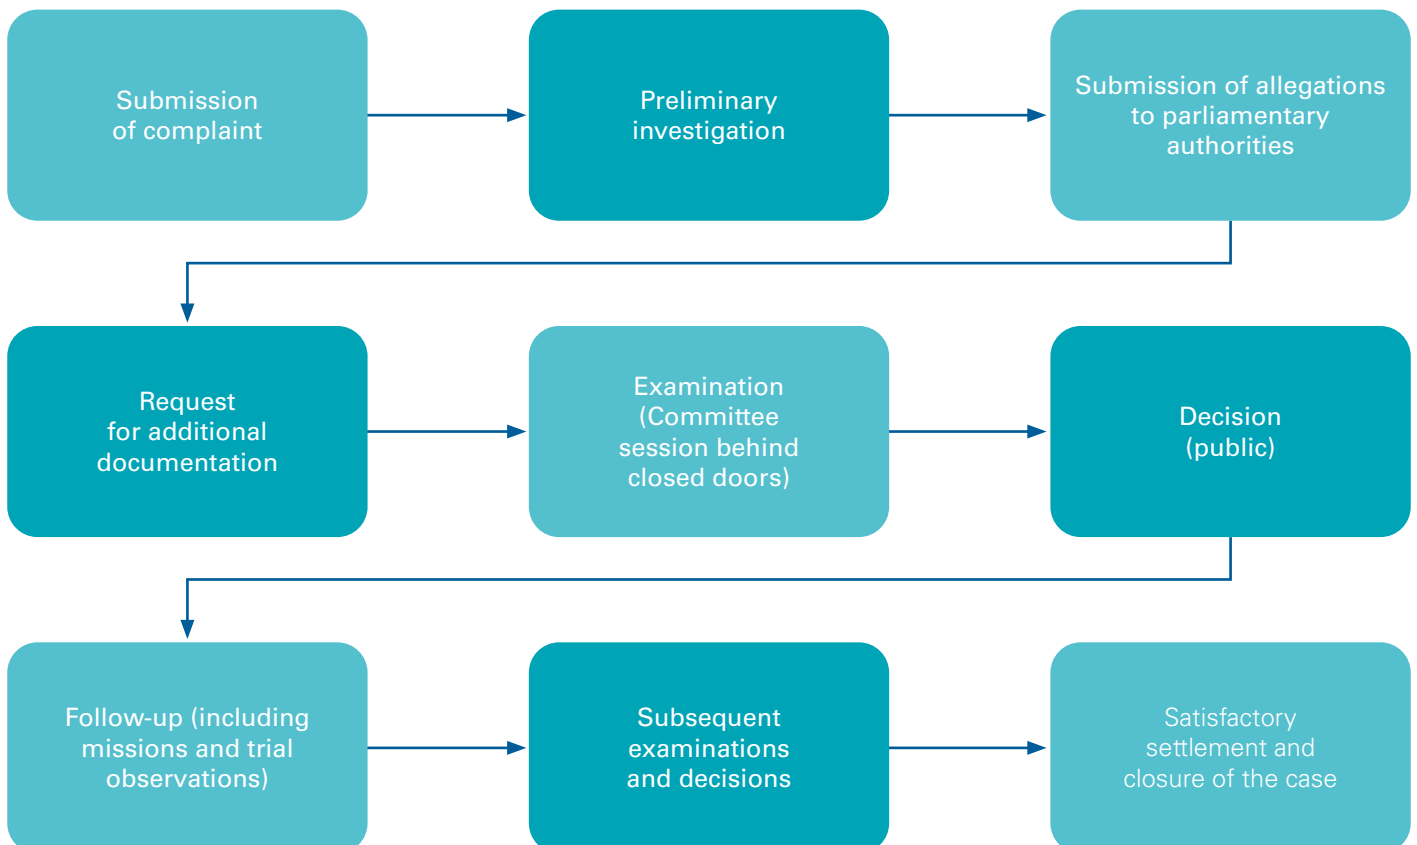 Submission
of complaint
Preliminary
investigation
Submission of allegations
to parliamentary
authorities
Request
for additional
documentation
Examination
(Committee
session behind
closed doors)
Decision
(public)
Follow-up (including
missions and trial
observations)
Subsequent
examinations
and decisions
Satisfactory
settlement and
closure of the case